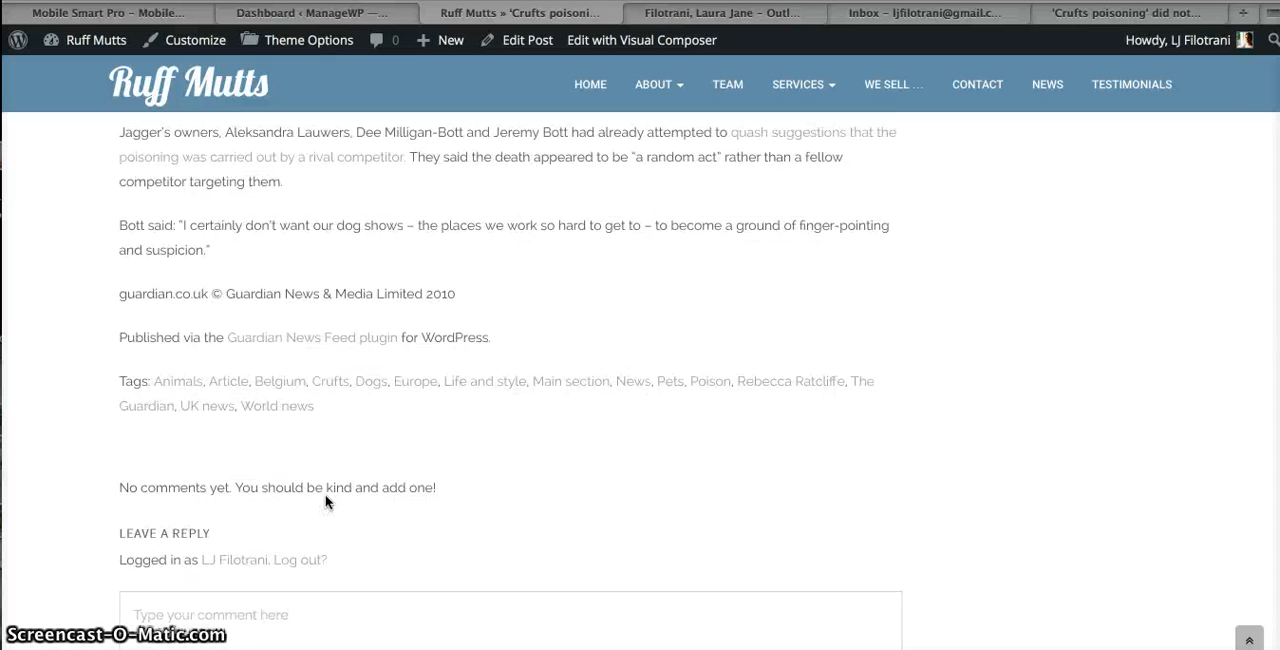 Mobile Smart Pro – Mobile... Dashboard ‹ ManageWP —... Ruff Mutts » 'Crufts poisoni... Filotrani, Laura Jane – Outl... Inbox – ljfilotrani@gmail.c... 'Crufts poisoning' did not... +
Ruff Mutts Customize Theme Options 0 + New Edit Post Edit with Visual Composer Howdy, LJ Filotrani
Ruff Mutts HOME ABOUT TEAM SERVICES WE SELL ... CONTACT NEWS TESTIMONIALS
Jagger's owners, Aleksandra Lauwers, Dee Milligan-Bott and Jeremy Bott had already attempted to quash suggestions that the
poisoning was carried out by a rival competitor. They said the death appeared to be “a random act” rather than a fellow
competitor targeting them.
Bott said: “I certainly don't want our dog shows – the places we work so hard to get to – to become a ground of finger-pointing
and suspicion.”
guardian.co.uk © Guardian News & Media Limited 2010
Published via the Guardian News Feed plugin for WordPress.
Tags: Animals, Article, Belgium, Crufts, Dogs, Europe, Life and style, Main section, News, Pets, Poison, Rebecca Ratcliffe, The
Guardian, UK news, World news
No comments yet. You should be kind and add one!
LEAVE A REPLY
Logged in as LJ Filotrani. Log out?
Type your comment here
Screencast-O-Matic.com